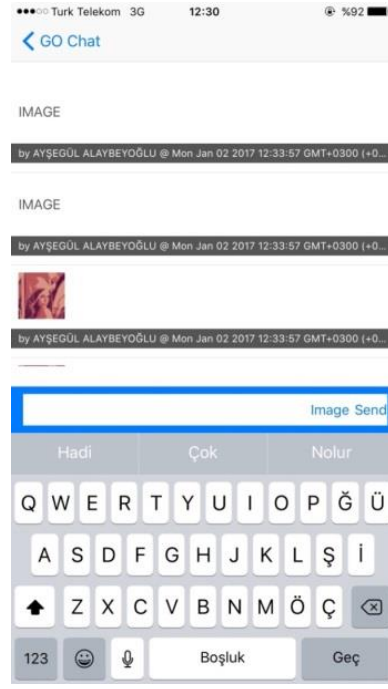 Turk Telekom 3G 12:30 %92
GO Chat
IMAGE
by AYŞEGÜL ALAYBEYOĞLU @ Mon Jan 02 2017 12:33:57 GMT+0300 (+0...
IMAGE
by AYŞEGÜL ALAYBEYOĞLU @ Mon Jan 02 2017 12:33:57 GMT+0300 (+0...
by AYŞEGÜL ALAYBEYOĞLU @ Mon Jan 02 2017 12:33:57 GMT+0300 (+0...
Image Send
Hadi Çok Nolur
Q W E R T Y U I O P Ğ Ü
A S D F G H J K L Ş İ
Z X C V B N M Ö Ç
123 Boşluk Geç